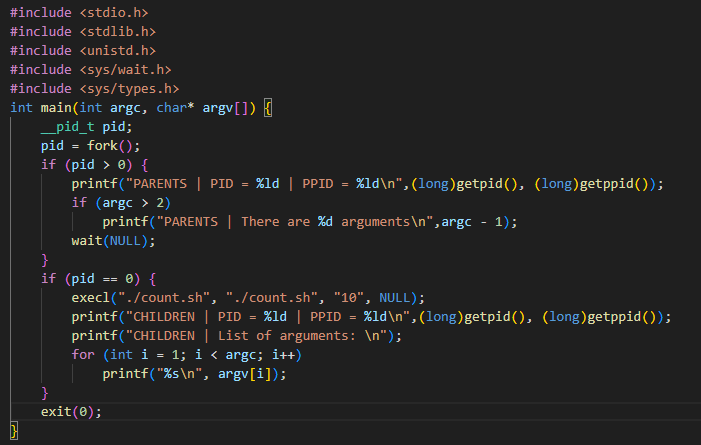 #include <stdio.h>
#include <stdlib.h>
#include <unistd.h>
#include <sys/wait.h>
#include <sys/types.h>
int main(int argc, char* argv[]) {
    __pid_t pid;
    pid = fork();
    if (pid > 0) {
        printf("PARENTS | PID = %ld | PPID = %ld\n",(long)getpid(), (long)getppid());
        if (argc > 2)
            printf("PARENTS | There are %d arguments\n",argc - 1);
        wait(NULL);
    }
    if (pid == 0) {
        execl("./count.sh", "./count.sh", "10", NULL);
        printf("CHILDREN | PID = %ld | PPID = %ld\n",(long)getpid(), (long)getppid());
        printf("CHILDREN | List of arguments: \n");
        for (int i = 1; i < argc; i++)
            printf("%s\n", argv[i]);
    }
    exit(0);
}